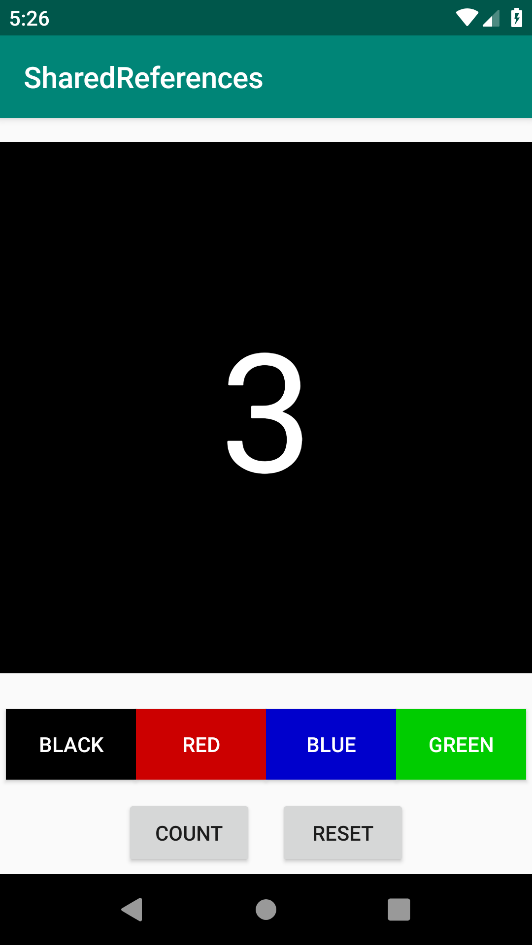 5:26
SharedReferences
3
BLACK RED BLUE GREEN
COUNT RESET